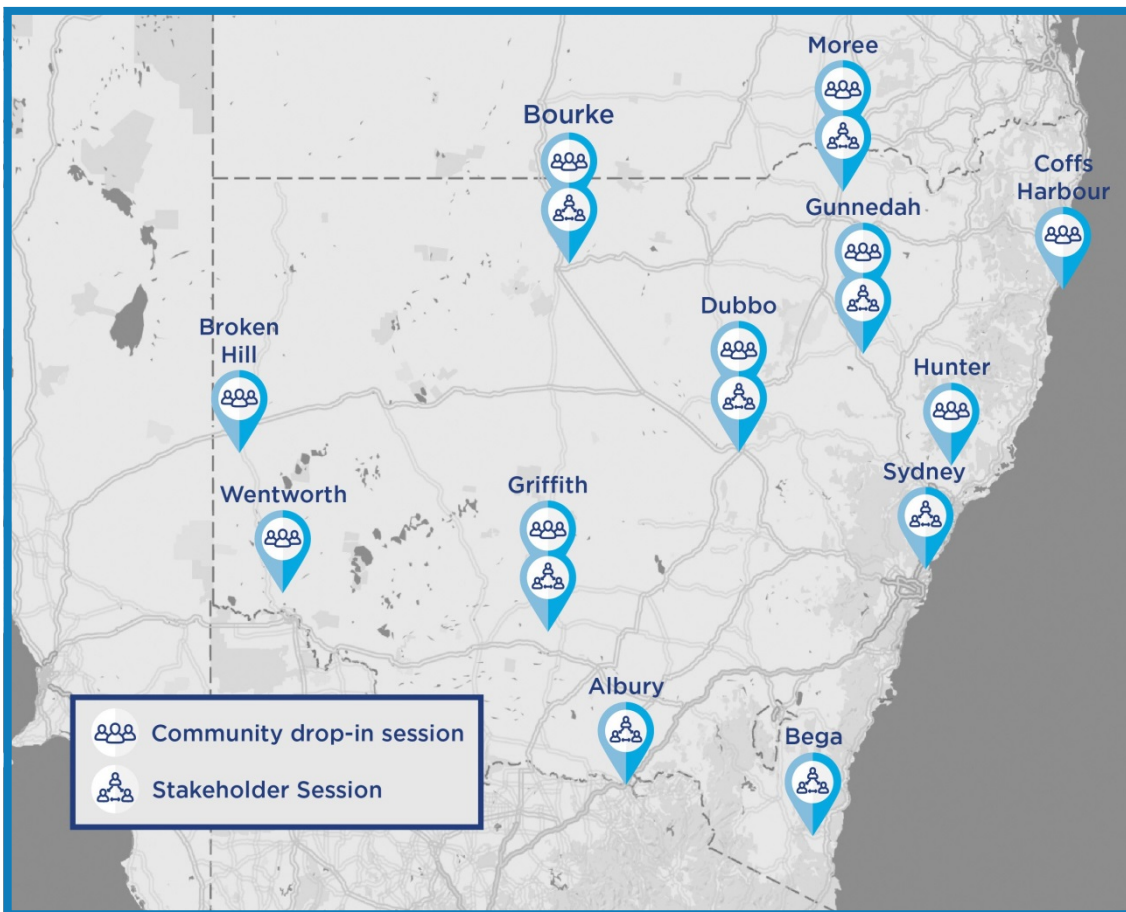 Moree
Bourke
Coffs
Harbour
Gunnedah
Dubbo
Broken
Hill
Hunter
Sydney
Griffith
Wentworth
Albury
Bega
Community drop-in session
Stakeholder Session